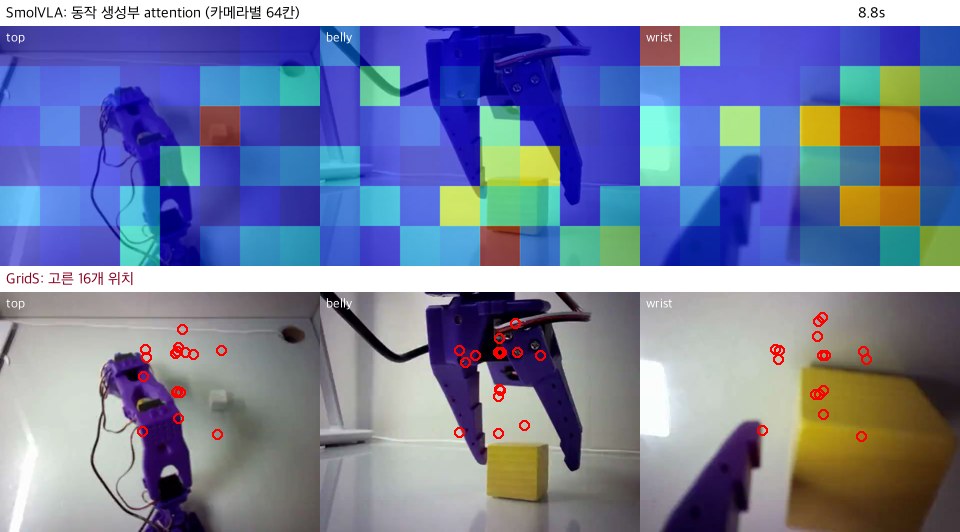 SmolVLA: 동작 생성부 attention (카메라별 64칸)
8.8s
top
belly
wrist
GridS: 고른 16개 위치
top
belly
wrist